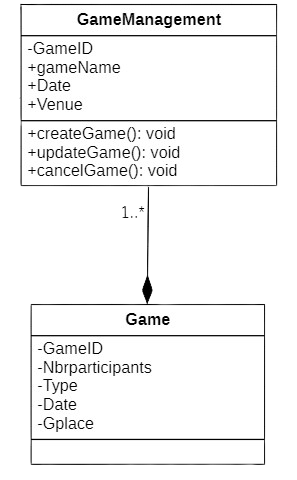 GameManagement
-GameID
+gameName
+Date
+Venue
+createGame(): void
+updateGame(): void
+cancelGame(): void
1..*
Game
-GameID
-Nbrparticipants
-Type
-Date
-Gplace